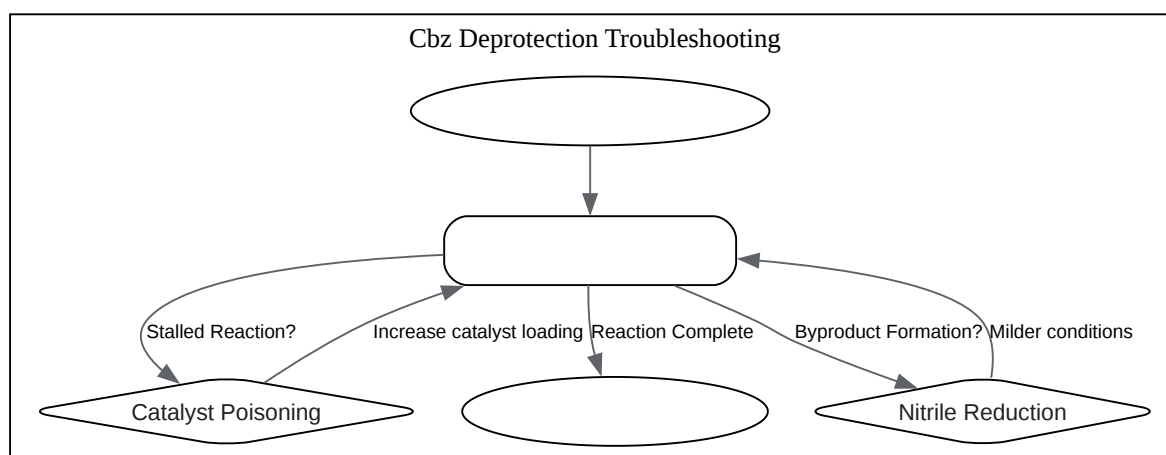 Cbz Deprotection Troubleshooting
Stalled Reaction?
Increase catalyst loading
Reaction Complete
Byproduct Formation?
Milder conditions
Catalyst Poisoning
Nitrile Reduction